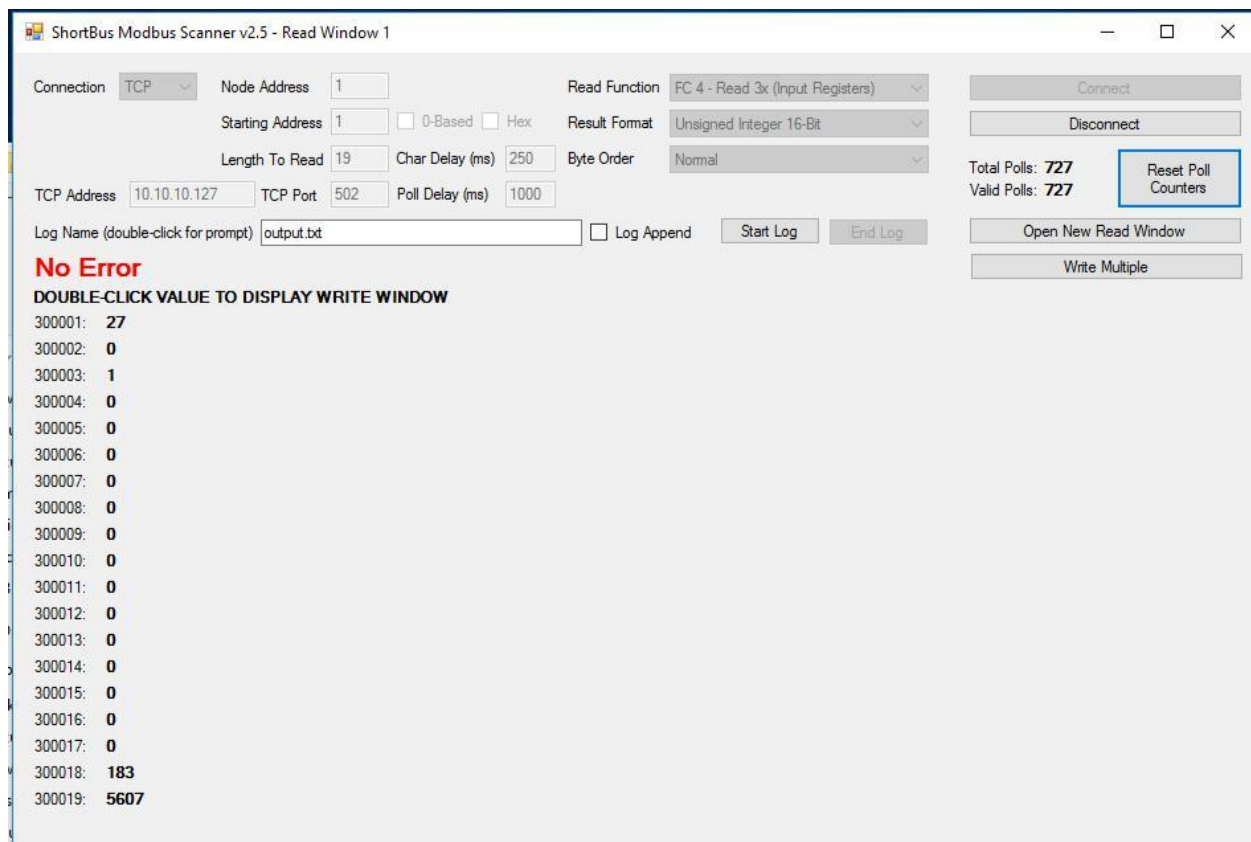 ShortBus Modbus Scanner v2.5 - Read Window 1
Connection TCP Node Address 1 Read Function FC 4 - Read 3x (Input Registers) Connect
Starting Address 1 0-Based Hex Result Format Unsigned Integer 16-Bit Disconnect
Length To Read 19 Char Delay (ms) 250 Byte Order Normal
Total Polls: 727
Valid Polls: 727
Reset Poll
Counters
TCP Address 10.10.10.127 TCP Port 502 Poll Delay (ms) 1000
Log Name (double-click for prompt) output.txt Log Append Start Log End Log Open New Read Window
No Error
Write Multiple
DOUBLE-CLICK VALUE TO DISPLAY WRITE WINDOW
300001: 27
300002: 0
300003: 1
300004: 0
300005: 0
300006: 0
300007: 0
300008: 0
300009: 0
300010: 0
300011: 0
300012: 0
300013: 0
300014: 0
300015: 0
300016: 0
300017: 0
300018: 183
300019: 5607